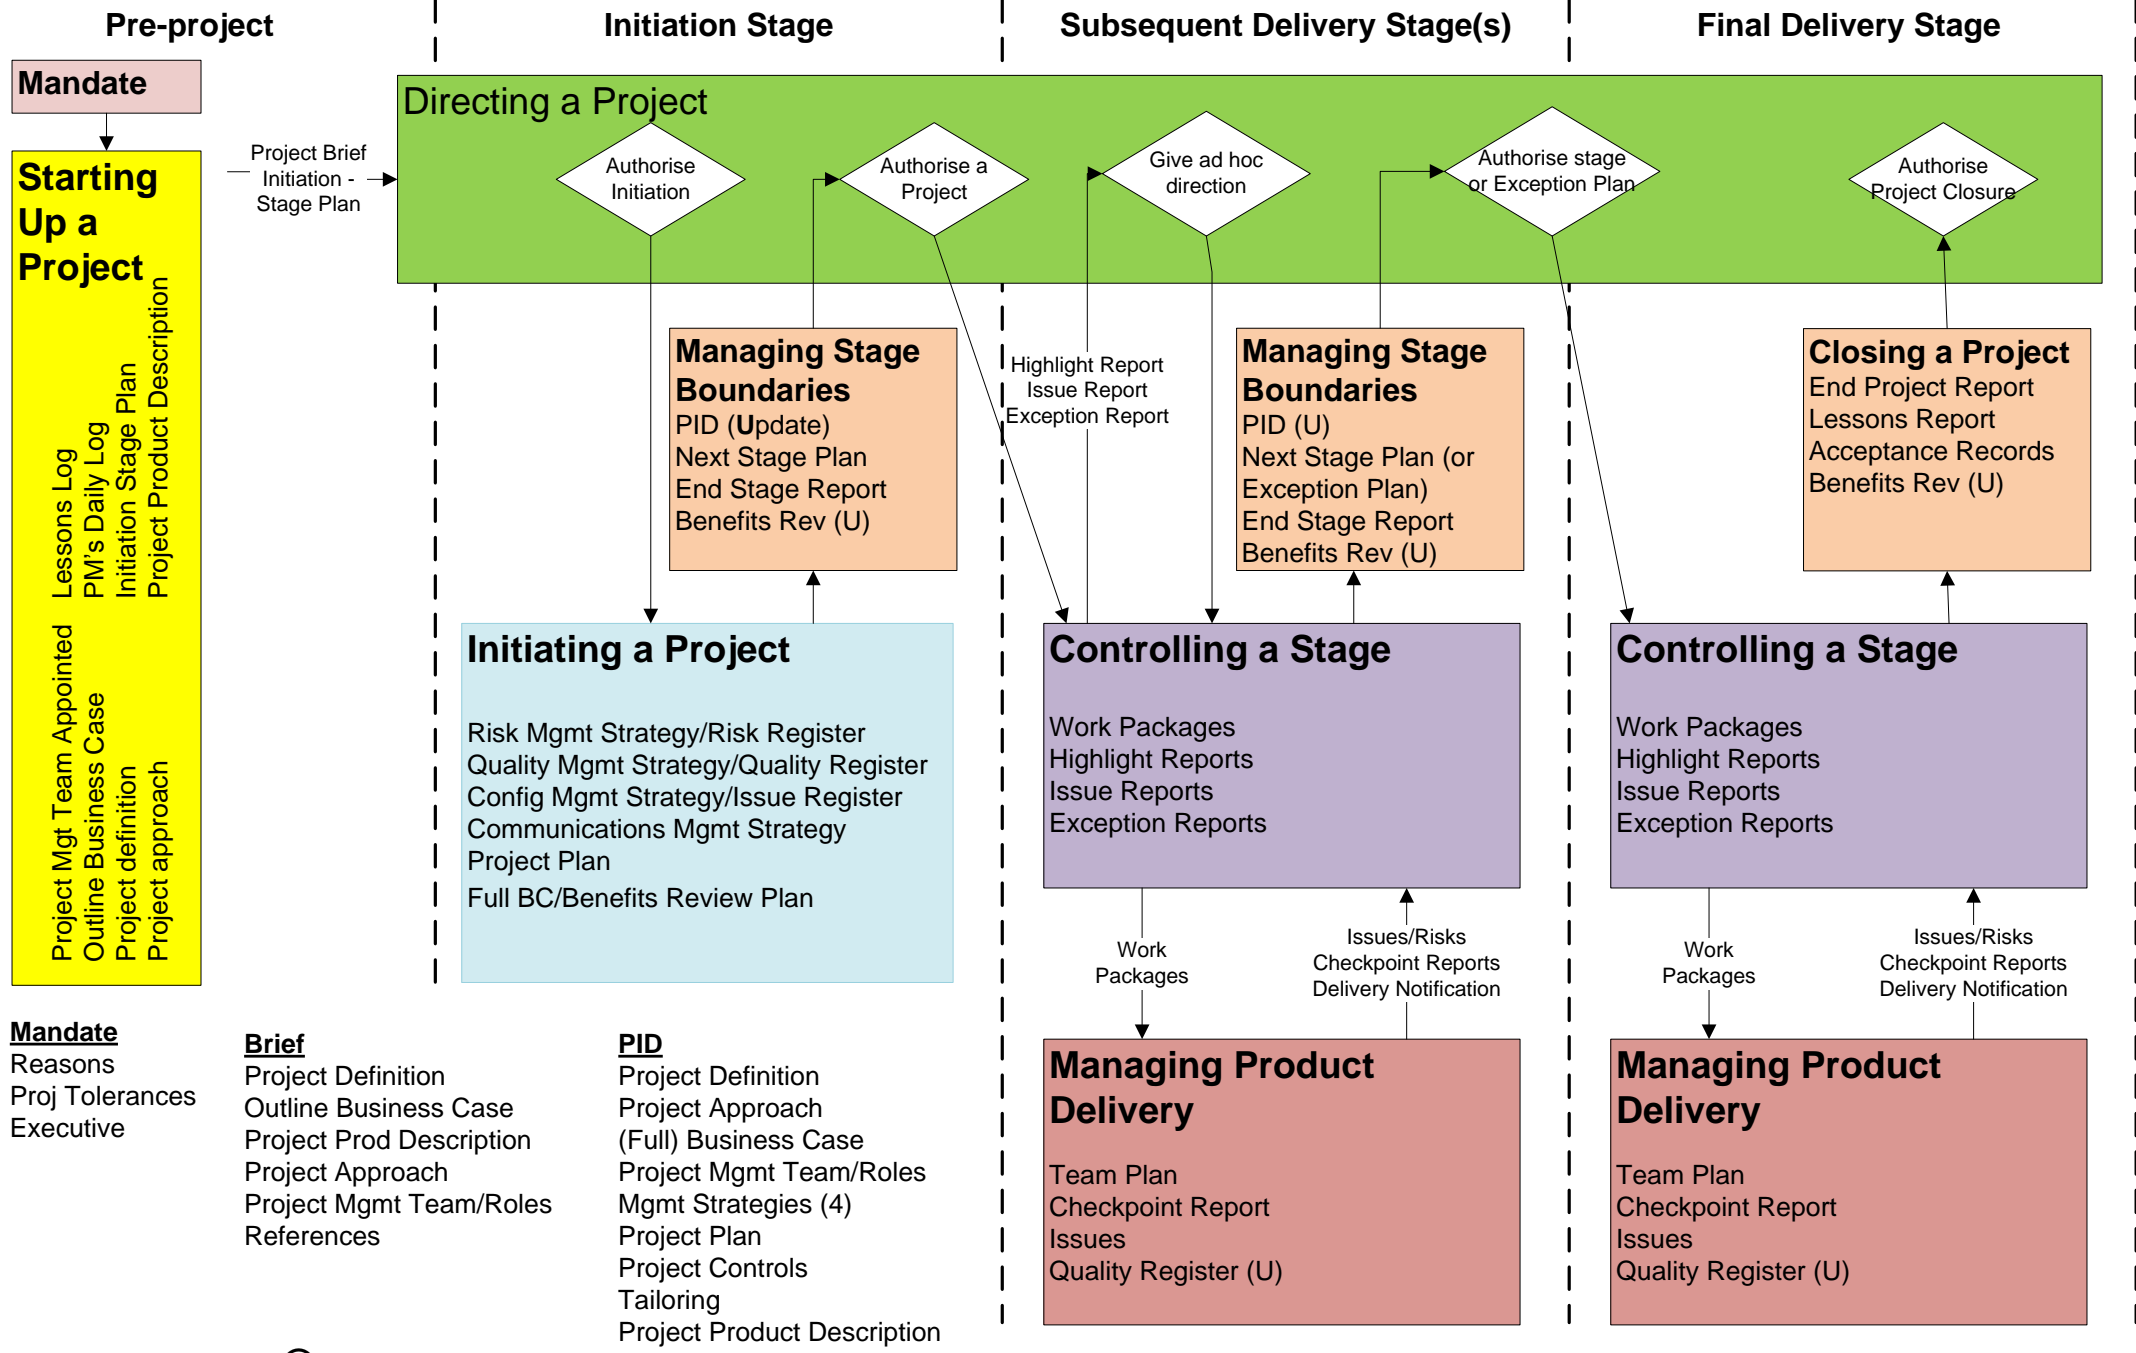 Pre-project
Initiation Stage
Subsequent Delivery Stage(s)
Final Delivery Stage
Mandate
Starting
Up a
Project
Lessons Log
PM's Daily Log
Initiation Stage Plan
Project Product Description
Project Mgt Team Appointed
Outline Business Case
Project definition
Project approach
Project Brief
Initiation -
Stage Plan
Directing a Project
Authorise
Initiation
Authorise a
Project
Give ad hoc
direction
Authorise stage
or Exception Plan
Authorise
Project Closure
Managing Stage
Boundaries
PID (Update)
Next Stage Plan
End Stage Report
Benefits Rev (U)
Highlight Report
Issue Report
Exception Report
Managing Stage
Boundaries
PID (U)
Next Stage Plan (or
Exception Plan)
End Stage Report
Benefits Rev (U)
Closing a Project
End Project Report
Lessons Report
Acceptance Records
Benefits Rev (U)
Initiating a Project
Risk Mgmt Strategy/Risk Register
Quality Mgmt Strategy/Quality Register
Config Mgmt Strategy/Issue Register
Communications Mgmt Strategy
Project Plan
Full BC/Benefits Review Plan
Controlling a Stage
Work Packages
Highlight Reports
Issue Reports
Exception Reports
Controlling a Stage
Work Packages
Highlight Reports
Issue Reports
Exception Reports
Work
Packages
Issues/Risks
Checkpoint Reports
Delivery Notification
Work
Packages
Issues/Risks
Checkpoint Reports
Delivery Notification
Managing Product
Delivery
Team Plan
Checkpoint Report
Issues
Quality Register (U)
Managing Product
Delivery
Team Plan
Checkpoint Report
Issues
Quality Register (U)
Mandate
Reasons
Proj Tolerances
Executive
Brief
Project Definition
Outline Business Case
Project Prod Description
Project Approach
Project Mgmt Team/Roles
References
PID
Project Definition
Project Approach
(Full) Business Case
Project Mgmt Team/Roles
Mgmt Strategies (4)
Project Plan
Project Controls
Tailoring
Project Product Description